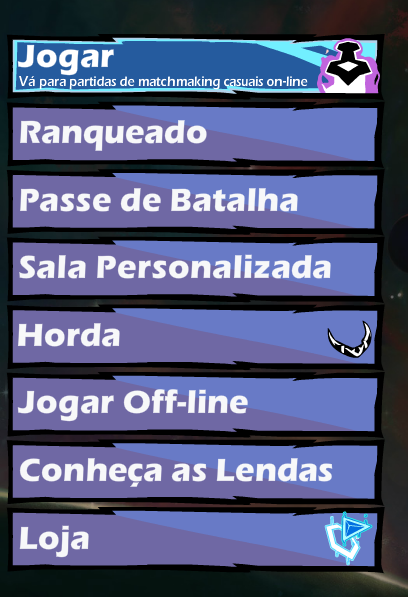 Jogar
Vá para partidas de matchmaking casuais on-line
Ranqueado
Passe de Batalha
Sala Personalizada
Horda
Jogar Off-line
Conheça as Lendas
Loja